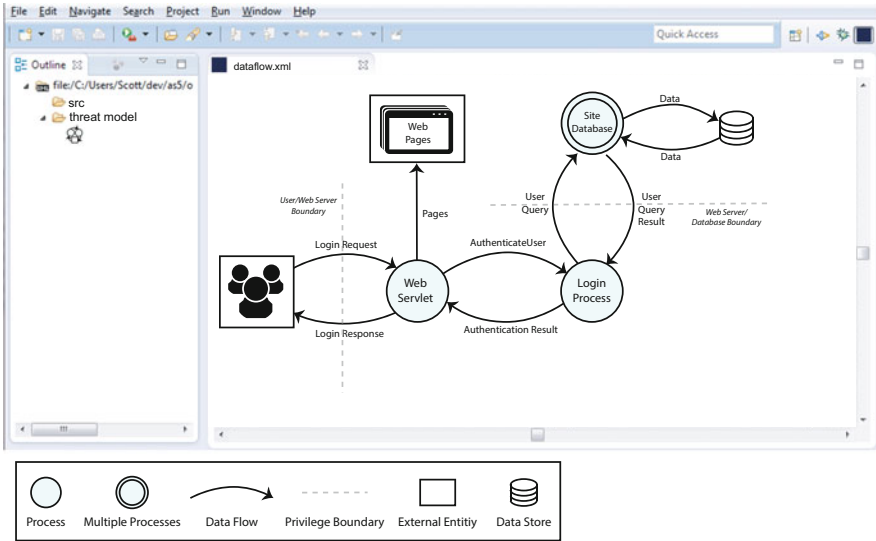 File Edit Navigate Search Project Run Window Help
Quick Access
Outline
file:/C:/Users/Scott/dev/as5/o
src
threat model
dataflow.xml
Web
Pages
Site
Database
Data
Data
User/Web Server
Boundary
Pages
User
Query
User
Query
Result
Web Server/
Database Boundary
Login Request
AuthenticateUser
Web
Servlet
Login
Process
Login Response
Authentication Result
Process
Multiple Processes
Data Flow
Privilege Boundary
External Entitiy
Data Store